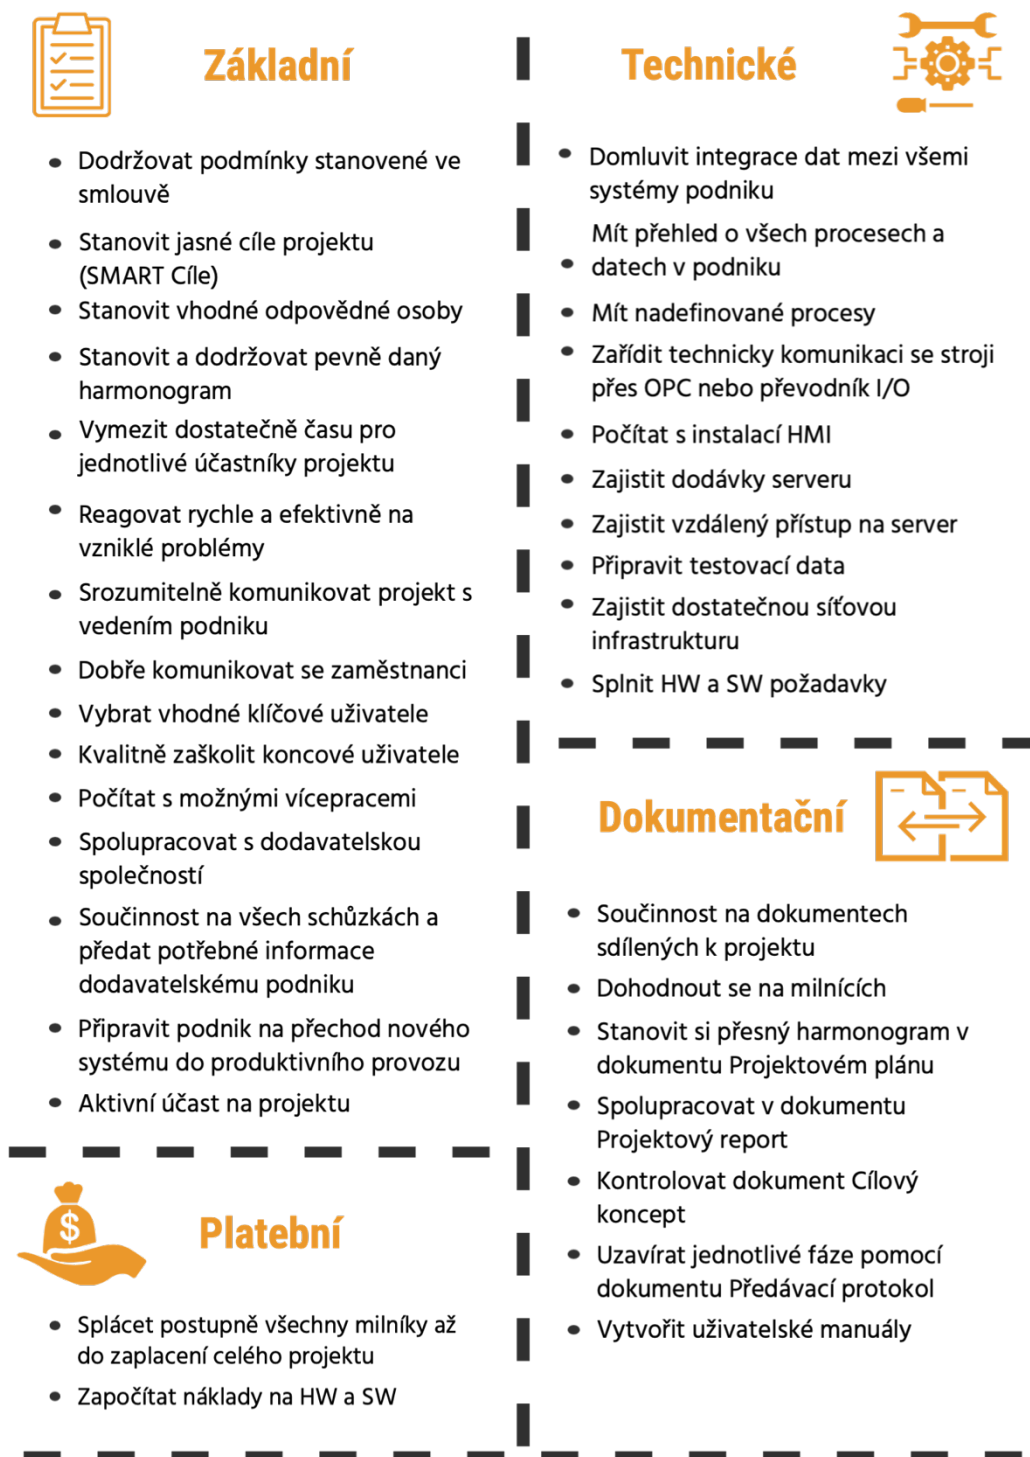 Základní
Dodržovat podmínky stanovené ve
smlouvě
Stanovit jasné cíle projektu
(SMART Cíle)
Stanovit vhodné odpovědné osoby
Stanovit a dodržovat pevně daný
harmonogram
Vymezit dostatečně času pro
jednotlivé účastníky projektu
Reagovat rychle a efektivně na
vzniklé problémy
Srozumitelně komunikovat projekt s
vedením podniku
Dobře komunikovat se zaměstnanci
Vybrat vhodné klíčové uživatele
Kvalitně zaškolit koncové uživatele
Počítat s možnými vícepracemi
Spolupracovat s dodavatelskou
společností
Součinnost na všech schůzkách a
předat potřebné informace
dodavatelskému podniku
Připravit podnik na přechod nového
systému do produktivního provozu
Aktivní účast na projektu
$
Platební
Splácet postupně všechny milníky až
do zaplacení celého projektu
Započítat náklady na HW a SW
Technické
Domluvit integrace dat mezi všemi
systémy podniku
Mít přehled o všech procesech a
datech v podniku
Mít nadefinované procesy
Zařídit technicky komunikaci se stroji
přes OPC nebo převodník I/O
Počítat s instalací HMI
Zajistit dodávky serveru
Zajistit vzdálený přístup na server
Připravit testovací data
Zajistit dostatečnou síťovou
infrastrukturu
Splnit HW a SW požadavky
Dokumentační
Součinnost na dokumentech
sdílených k projektu
Dohodnout se na milnících
Stanovit si přesný harmonogram v
dokumentu Projektovém plánu
Spolupracovat v dokumentu
Projektový report
Kontrolovat dokument Cílový
koncept
Uzavírat jednotlivé fáze pomocí
dokumentu Předávací protokol
Vytvořit uživatelské manuály